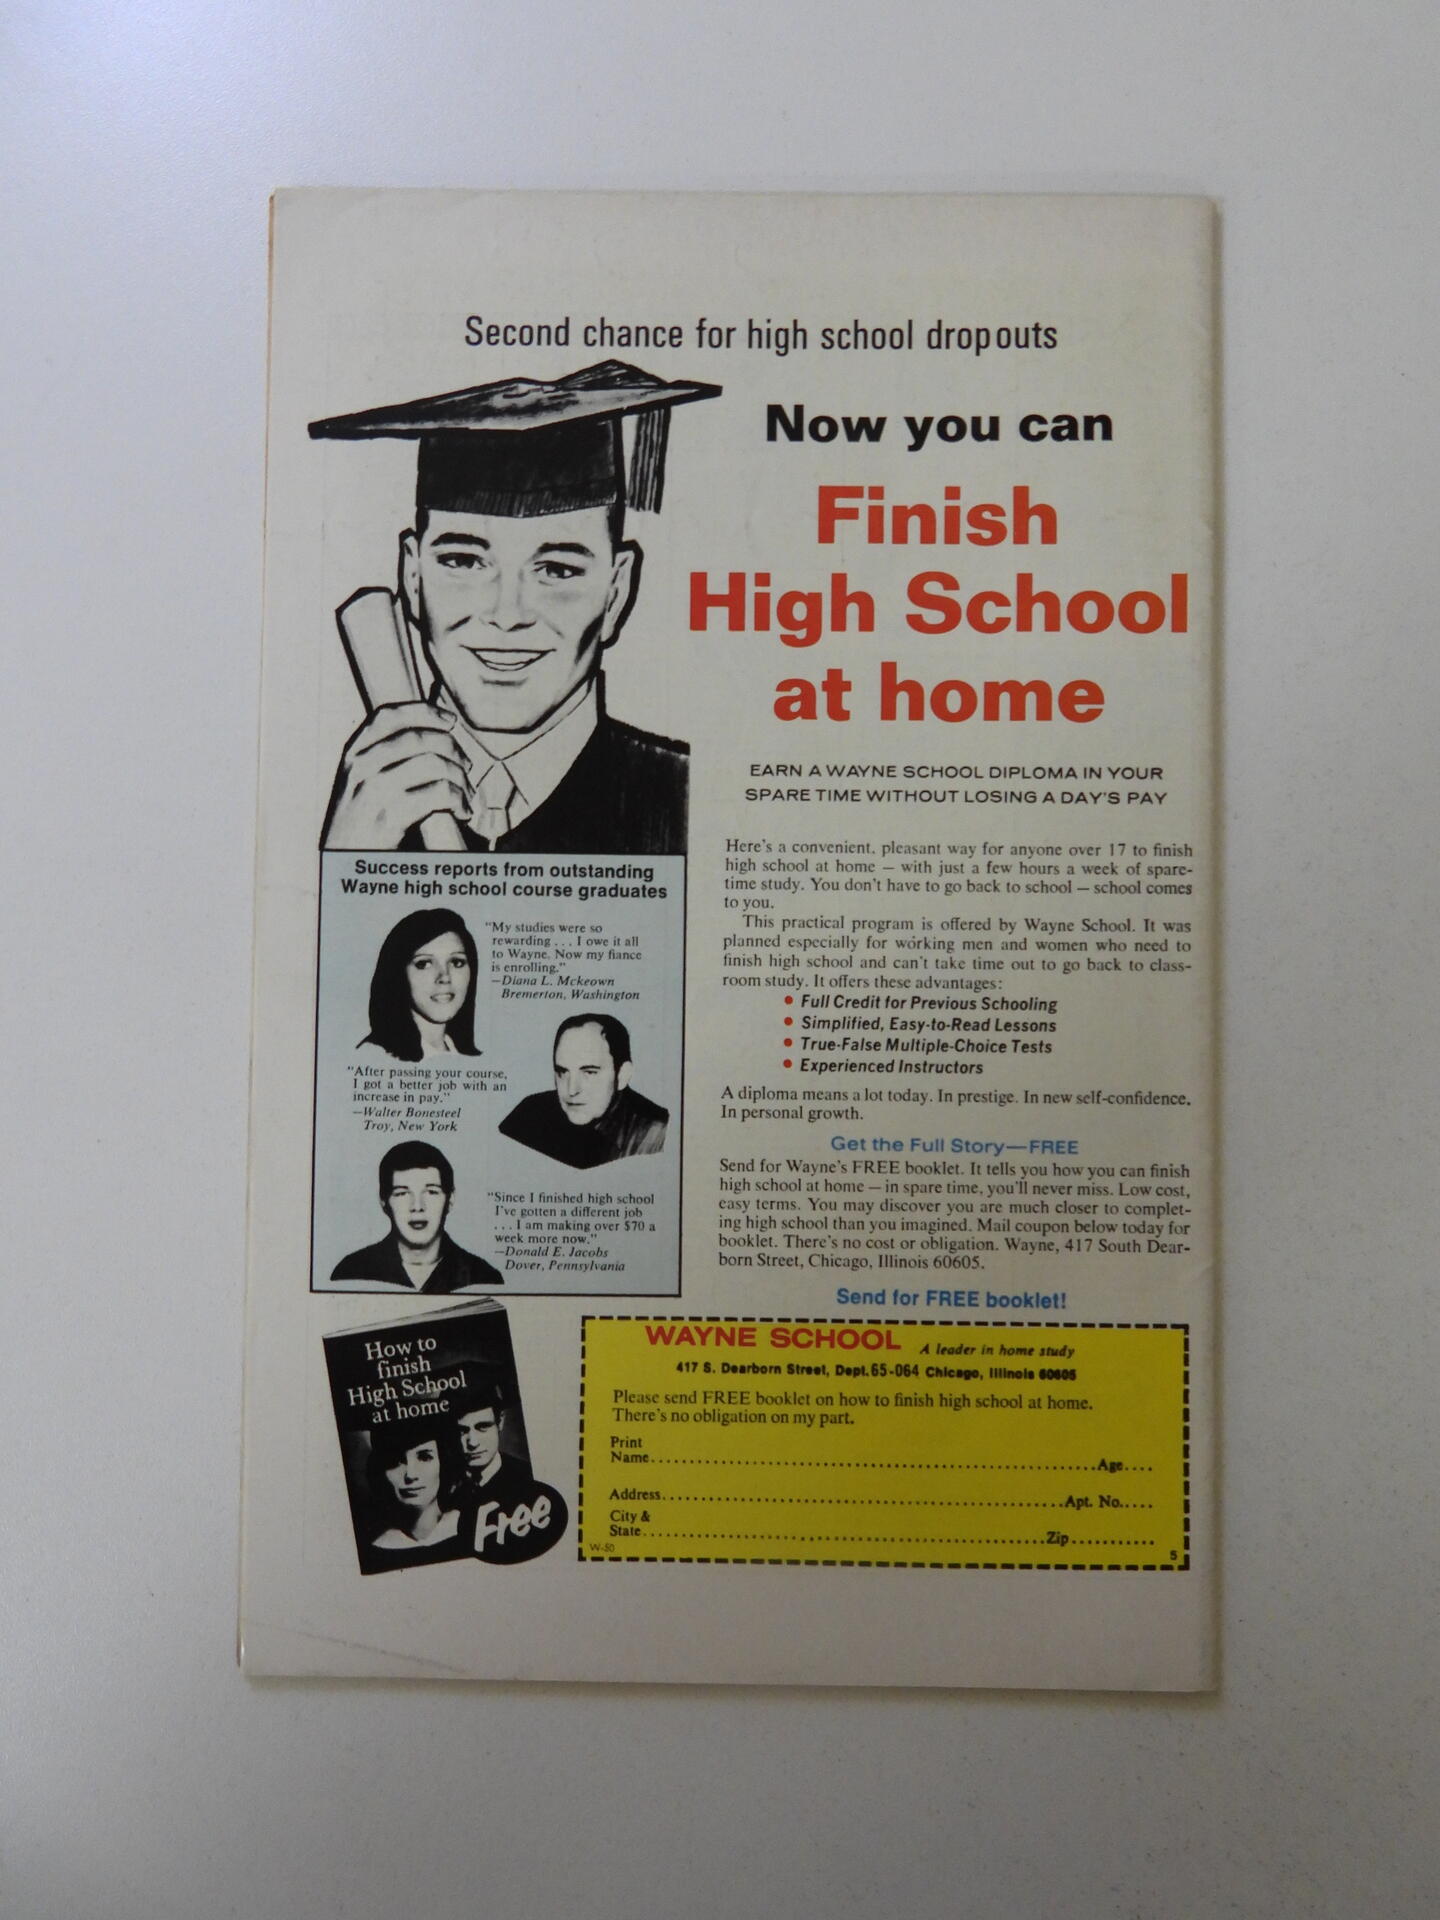 Second chance for high school dropouts
Now you can
Finish
High School
at home
EARN A WAYNE SCHOOL DIPLOMA IN YOUR
SPARE TIME WITHOUT LOSING A DAY'S PAY
Here's a convenient, pleasant way for anyone over 17 to finish
high school at home — with just a few hours a week of spare-
time study. You don't have to go back to school — school comes
to you.
This practical program is offered by Wayne School. It was
planned especially for working men and women who need to
finish high school and can't take time out to go back to class-
room study. It offers these advantages:
• Full Credit for Previous Schooling
• Simplified, Easy-to-Read Lessons
• True-False Multiple-Choice Tests
• Experienced Instructors
A diploma means a lot today. In prestige. In new self-confidence.
In personal growth.
Get the Full Story—FREE
Send for Wayne's FREE booklet. It tells you how you can finish
high school at home — in spare time, you'll never miss. Low cost,
easy terms. You may discover you are much closer to complet-
ing high school than you imagined. Mail coupon below today for
booklet. There's no cost or obligation. Wayne, 417 South Dear-
born Street, Chicago, Illinois 60605.
Send for FREE booklet!
Success reports from outstanding
Wayne high school course graduates
"My studies were so
rewarding . . . I owe it all
to Wayne. Now my fiance
is enrolling."
—Diana L. Mckeown
Bremerton, Washington
"After passing your course,
I got a better job with an
increase in pay."
—Walter Bonesteel
Troy, New York
"Since I finished high school
I've gotten a different job
. . . I am making over $70 a
week more now."
—Donald E. Jacobs
Dover, Pennsylvania
How to
finish
High School
at home
Free
WAYNE SCHOOL A leader in home study
417 S. Dearborn Street, Dept. 65-064 Chicago, Illinois 60605
Please send FREE booklet on how to finish high school at home.
There's no obligation on my part.
Print
Name Age
Address Apt. No.
City &
State Zip
W-50 5